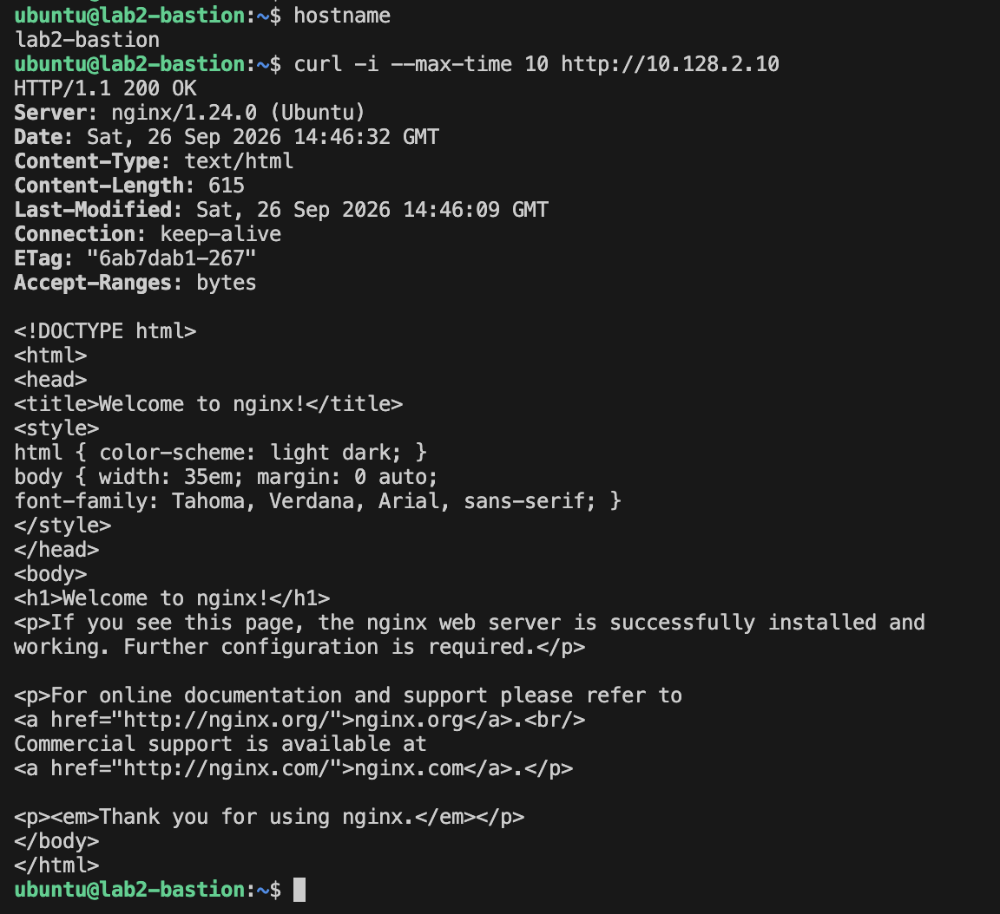 ubuntu@lab2-bastion:~$ hostname
lab2-bastion
ubuntu@lab2-bastion:~$ curl -i --max-time 10 http://10.128.2.10
HTTP/1.1 200 OK
Server: nginx/1.24.0 (Ubuntu)
Date: Sat, 26 Sep 2026 14:46:32 GMT
Content-Type: text/html
Content-Length: 615
Last-Modified: Sat, 26 Sep 2026 14:46:09 GMT
Connection: keep-alive
ETag: "6ab7dab1-267"
Accept-Ranges: bytes

<!DOCTYPE html>
<html>
<head>
<title>Welcome to nginx!</title>
<style>
html { color-scheme: light dark; }
body { width: 35em; margin: 0 auto;
font-family: Tahoma, Verdana, Arial, sans-serif; }
</style>
</head>
<body>
<h1>Welcome to nginx!</h1>
<p>If you see this page, the nginx web server is successfully installed and
working. Further configuration is required.</p>

<p>For online documentation and support please refer to
<a href="http://nginx.org/">nginx.org</a>.<br/>
Commercial support is available at
<a href="http://nginx.com/">nginx.com</a>.</p>

<p><em>Thank you for using nginx.</em></p>
</body>
</html>
ubuntu@lab2-bastion:~$